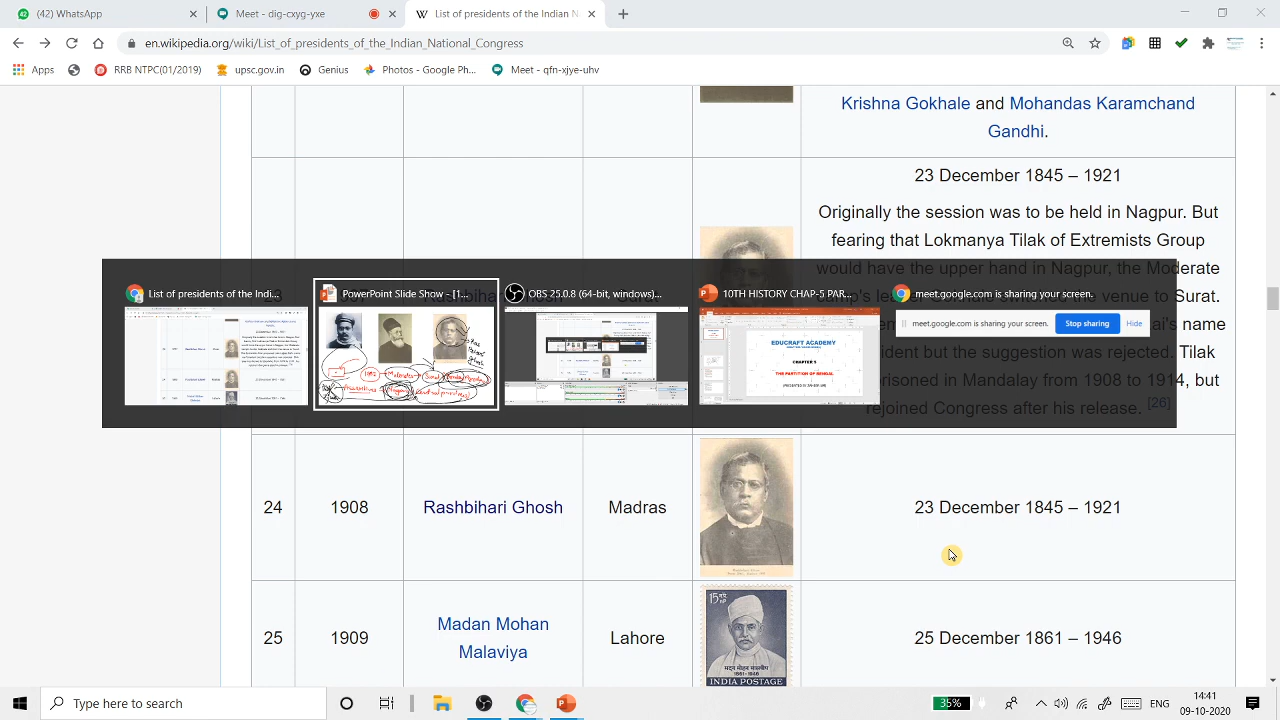 (42) WhatsApp
Meet - dig-cxyg-yxe
List of presidents of the Indian N
en.wikipedia.org/wiki/List_of_presidents_of_the_Indian_National_Congress
Apps
RRB NTPC(01/2019)
upsc.gov.in
Genius
Photos - Google Ph...
Meet - qfn-xjye-uhv
Krishna Gokhale and Mohandas Karamchand
Gandhi.
23 December 1845 – 1921
Originally the session was to be held in Nagpur. But
fearing that Lokmanya Tilak of Extremists Group
would have the upper hand in Nagpur, the Moderate
venue to Surat.
name
but the suggestion was rejected. Tilak
Mandalay from 1908 to 1914, but
rejoined Congress after his release. [26]
List of presidents of the Indi...
PowerPoint Slide Show - [1...
OBS 25.0.8 (64-bit, windows)...
10TH HISTORY CHAP-5 PAR...
meet.google.com is sharing your screen.
meet.google.com is sharing your screen.
Stop sharing
Hide
EDUCRAFT ACADEMY
CHAPTER 5
THE PARTITION OF BENGAL
24
1908
Rashbihari Ghosh
Madras
23 December 1845 – 1921
25
1909
Madan Mohan
Malaviya
Lahore
25 December 1861 – 1946
15
मदन मोहन मालवीय
1861-1946
INDIA POSTAGE
Type here to search
35%
ENG
14:41
09-10-2020